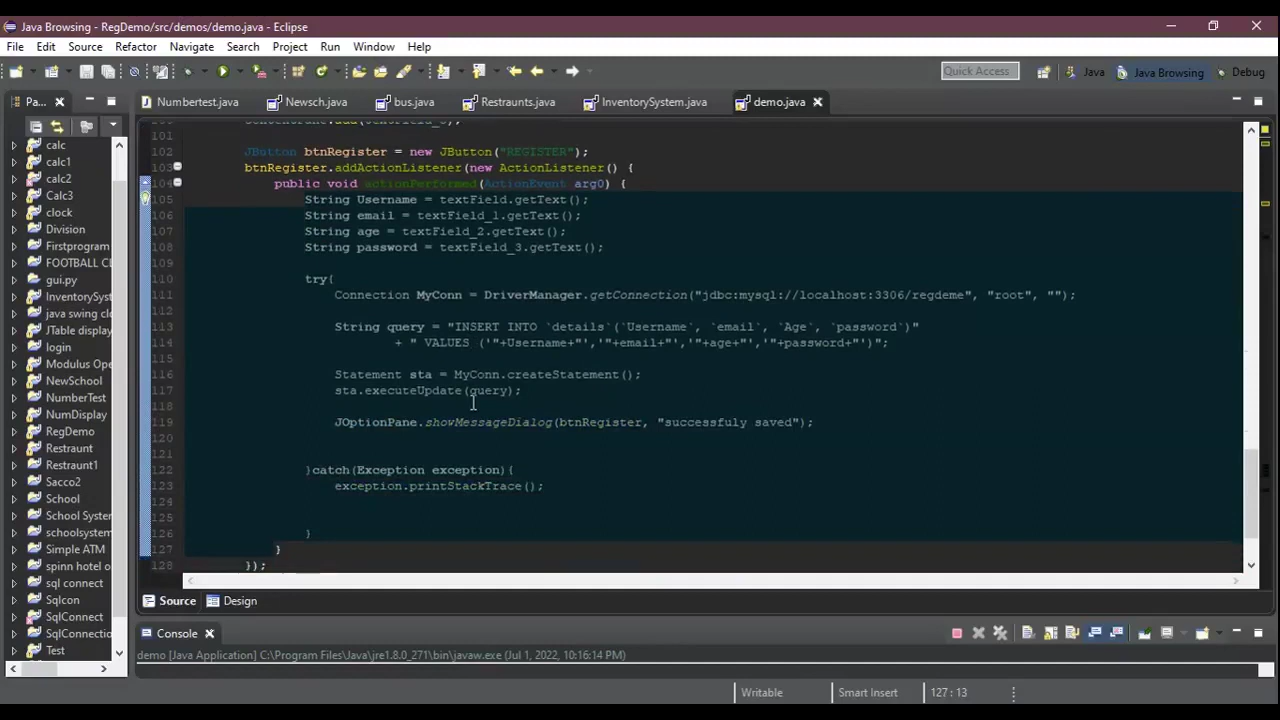 Java Browsing - RegDemo/src/demos/demo.java - Eclipse
File Edit Source Refactor Navigate Search Project Run Window Help
Quick Access Java Java Browsing Debug
Pa... Numbertest.java Newsch.java bus.java Restraunts.java InventorySystem.java demo.java
calc
calc1
calc2
Calc3
clock
Division
Firstprogram
FOOTBALL C
gui.py
InventorySyst
java swing cle
JTable display
login
Modulus Ope
NewSchool
NumberTest
NumDisplay
RegDemo
Restraunt
Restraunt1
Sacco2
School
School System
schoolsystem
Simple ATM
spinn hotel o
sql connect
Sqlcon
SqlConnect
SqlConnectio
Test
101
102 JButton btnRegister = new JButton("REGISTER");
103 btnRegister.addActionListener(new ActionListener() {
104 public void actionPerformed(ActionEvent arg0) {
105 String Username = textField.getText();
106 String email = textField_1.getText();
107 String age = textField_2.getText();
108 String password = textField_3.getText();
109
110 try{
111 Connection MyConn = DriverManager.getConnection("jdbc:mysql://localhost:3306/regdeme", "root", "");
112
113 String query = "INSERT INTO `details`(`Username`, `email`, `Age`, `password`)"
114 + " VALUES ('"+Username+"','"+email+"','"+age+"','"+password+"')";
115
116 Statement sta = MyConn.createStatement();
117 sta.executeUpdate(query);
118
119 JOptionPane.showMessageDialog(btnRegister, "successfuly saved");
120
121
122 }catch(Exception exception){
123 exception.printStackTrace();
124
125
126 }
127 }
128 });
Source Design
Console
demo [Java Application] C:\Program Files\Java\jre1.8.0_271\bin\javaw.exe (Jul 1, 2022, 10:16:14 PM)
Writable Smart Insert 127 : 13